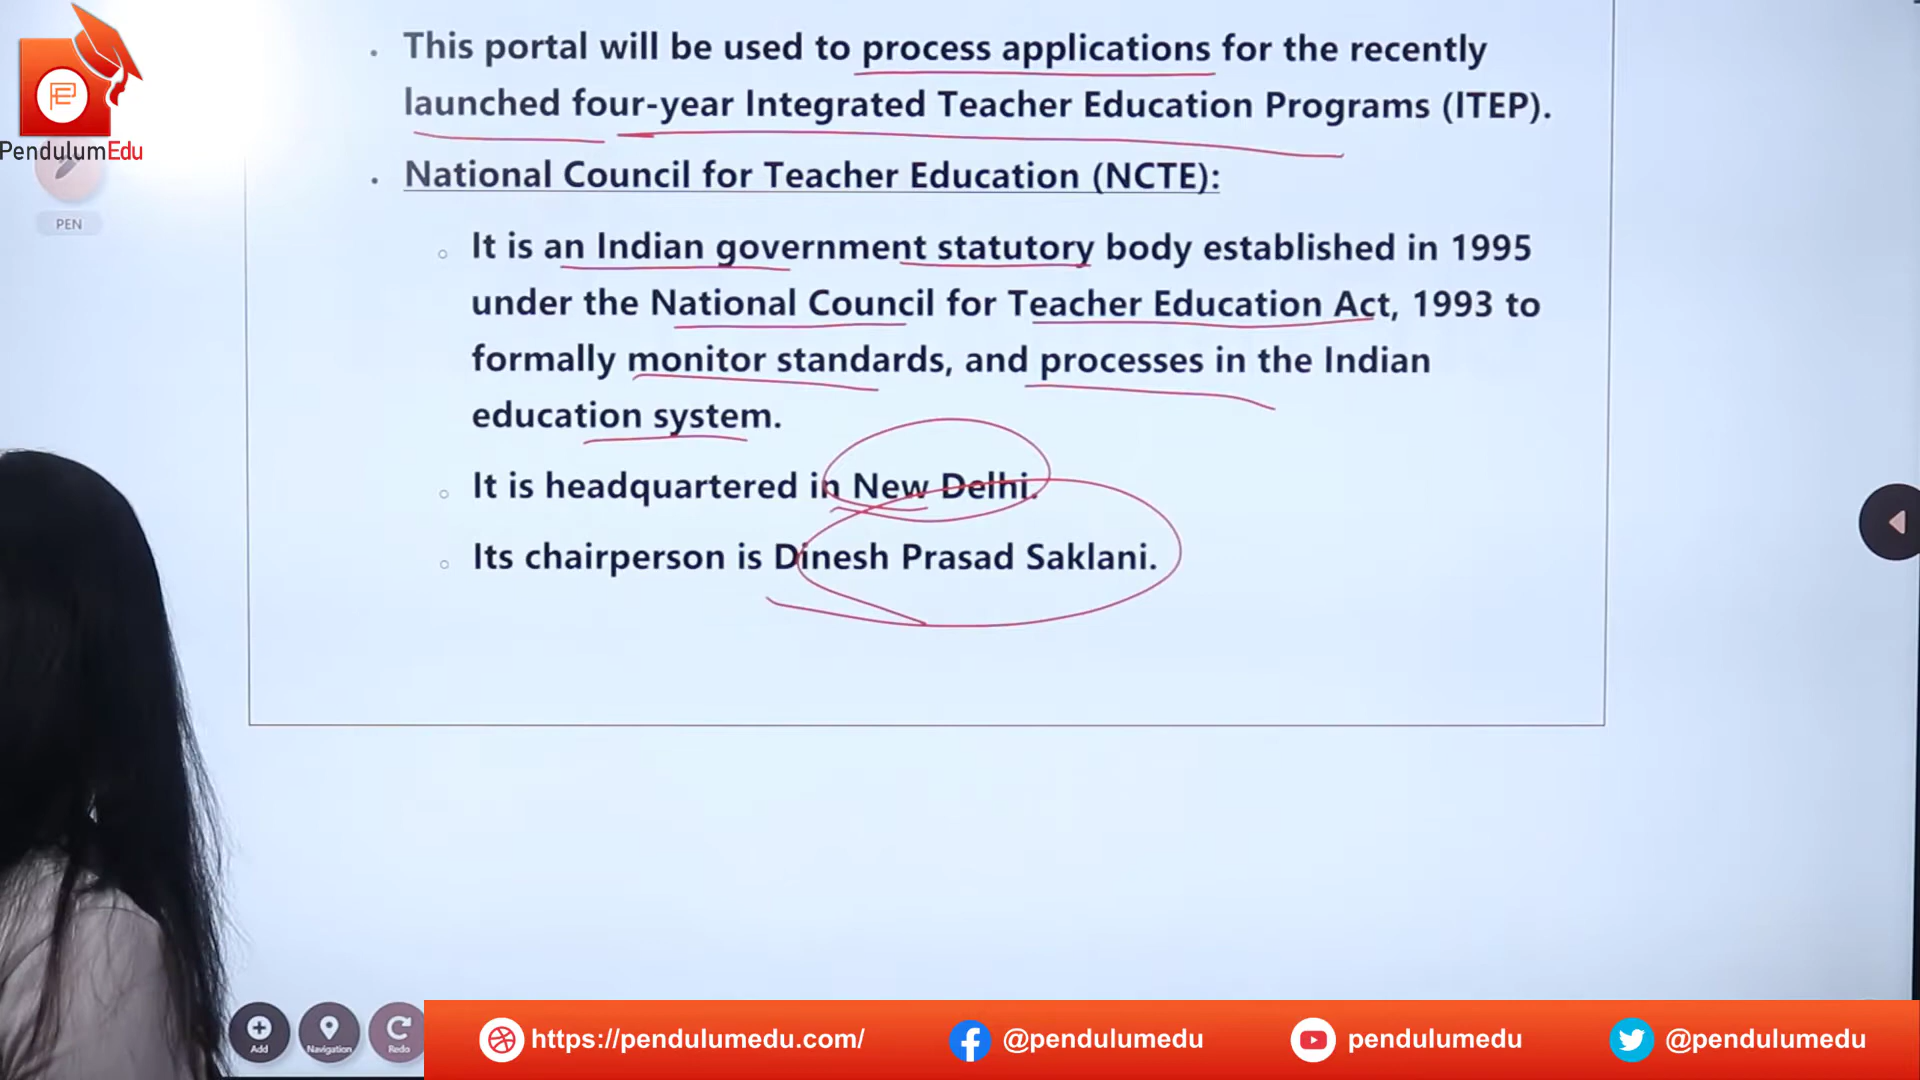 This portal will be used to process applications for the recently
launched four-year Integrated Teacher Education Programs (ITEP).
PendulumEdu
National Council for Teacher Education (NCTE):
PEN
It is an Indian government statutory body established in 1995
under the National Council for Teacher Education Act, 1993 to
formally monitor standards, and processes in the Indian
education system.
It is headquartered in New Delhi.
Its chairperson is Dinesh Prasad Saklani.
Add Navigation Redo
https://pendulumedu.com/ @pendulumedu pendulumedu @pendulumedu